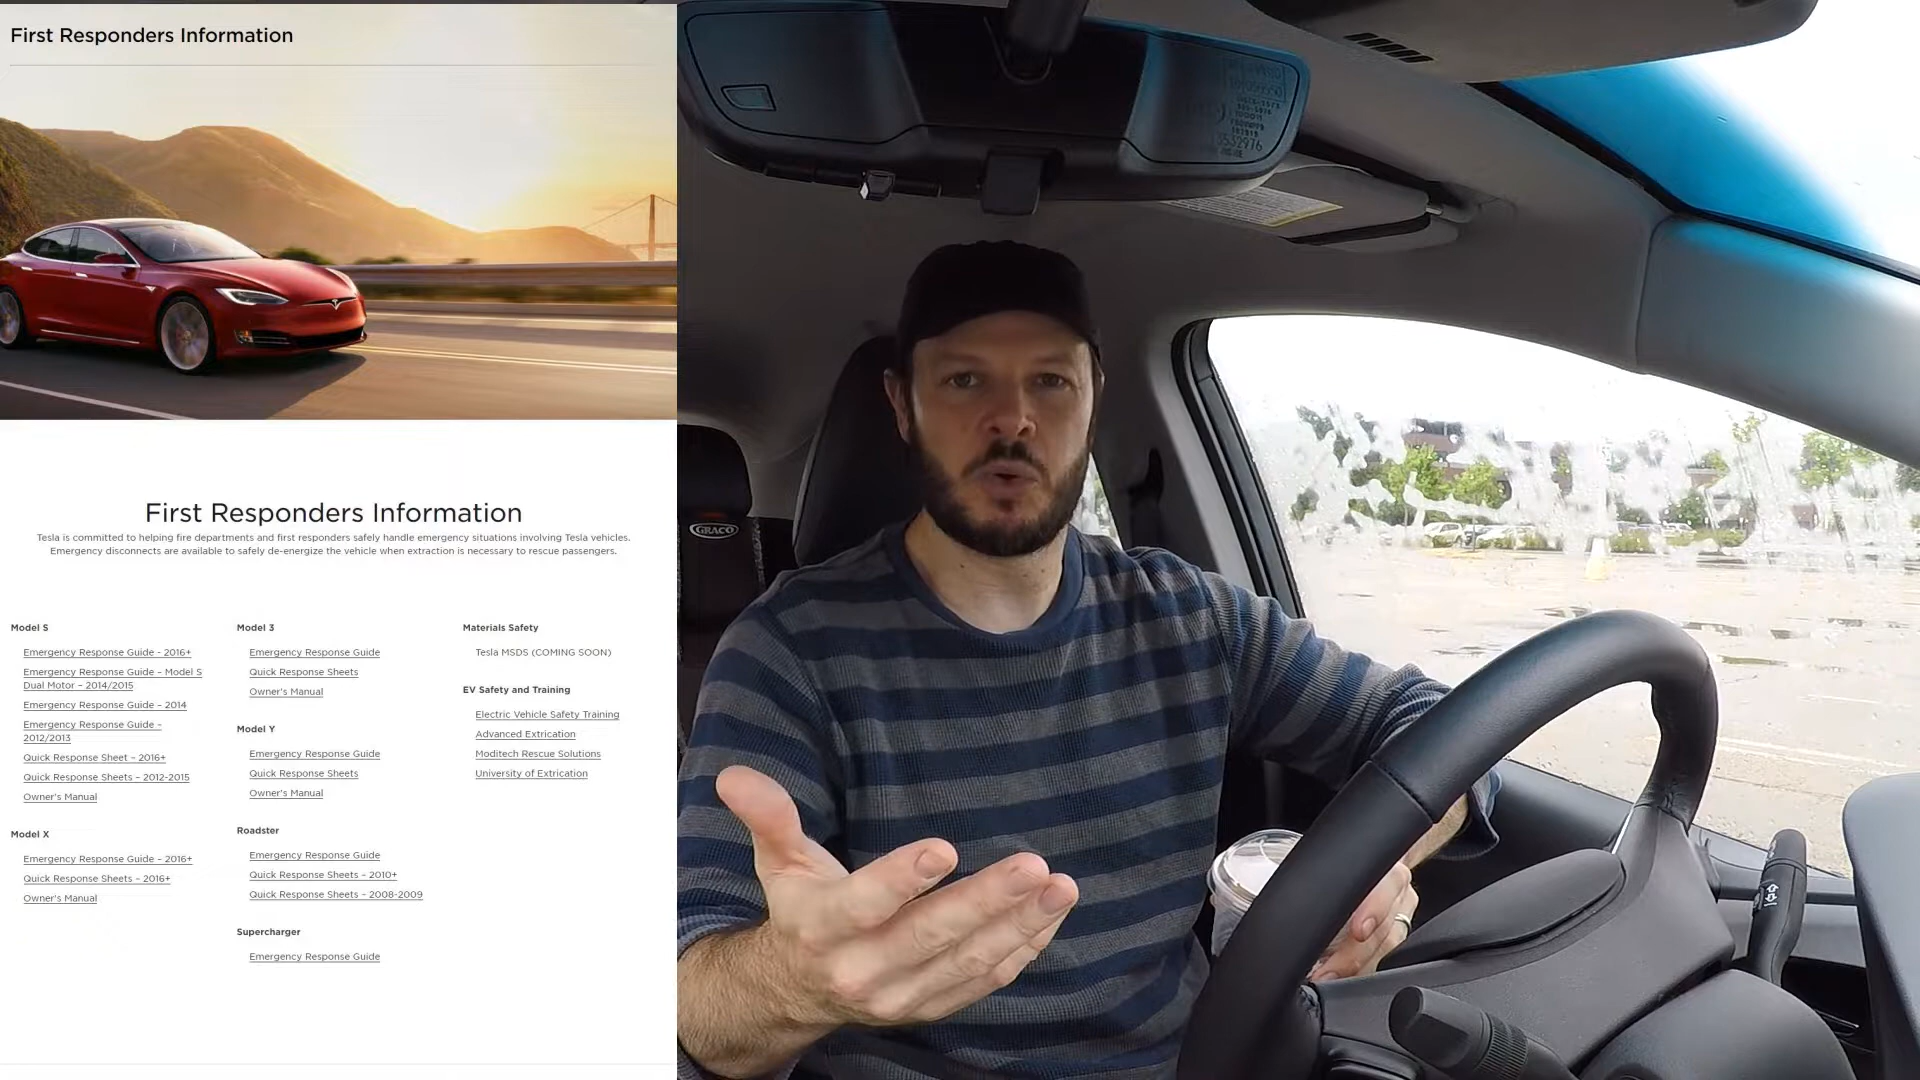 First Responders Information
First Responders Information
Tesla is committed to helping fire departments and first responders safely handle emergency situations involving Tesla vehicles.
Emergency disconnects are available to safely de-energize the vehicle when extraction is necessary to rescue passengers.
Model S
Emergency Response Guide - 2016+
Emergency Response Guide – Model S
Dual Motor – 2014/2015
Emergency Response Guide – 2014
Emergency Response Guide –
2012/2013
Quick Response Sheet – 2016+
Quick Response Sheets – 2012-2015
Owner's Manual
Model X
Emergency Response Guide – 2016+
Quick Response Sheets – 2016+
Owner's Manual
Model 3
Emergency Response Guide
Quick Response Sheets
Owner's Manual
Model Y
Emergency Response Guide
Quick Response Sheets
Owner's Manual
Roadster
Emergency Response Guide
Quick Response Sheets – 2010+
Quick Response Sheets – 2008-2009
Supercharger
Emergency Response Guide
Materials Safety
Tesla MSDS (COMING SOON)
EV Safety and Training
Electric Vehicle Safety Training
Advanced Extrication
Moditech Rescue Solutions
University of Extrication
GRACO